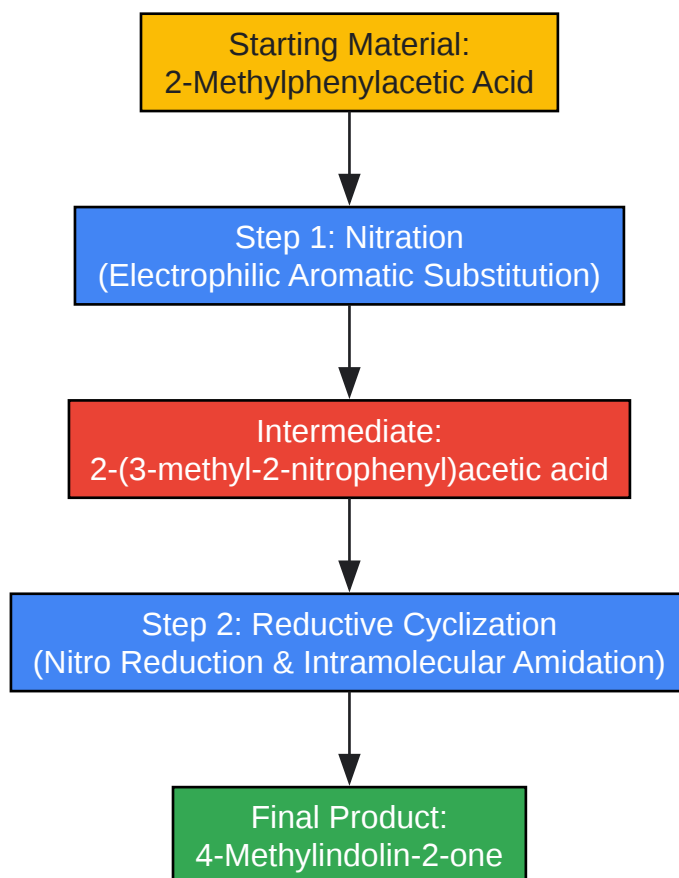 Starting Material:
2-Methylphenylacetic Acid
Step 1: Nitration
(Electrophilic Aromatic Substitution)
Intermediate:
2-(3-methyl-2-nitrophenyl)acetic acid
Step 2: Reductive Cyclization
(Nitro Reduction & Intramolecular Amidation)
Final Product:
4-Methylindolin-2-one